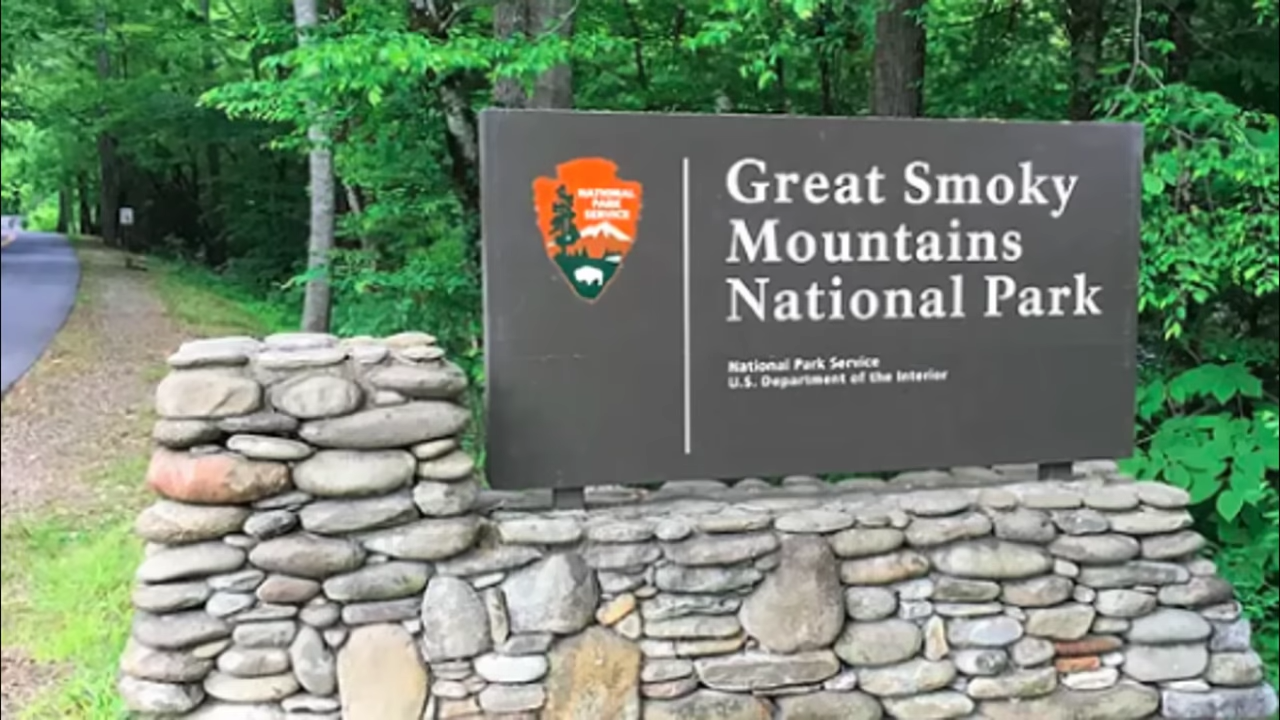 NATIONAL
PARK
SERVICE
Great Smoky
Mountains
National Park
National Park Service
U.S. Department of the Interior